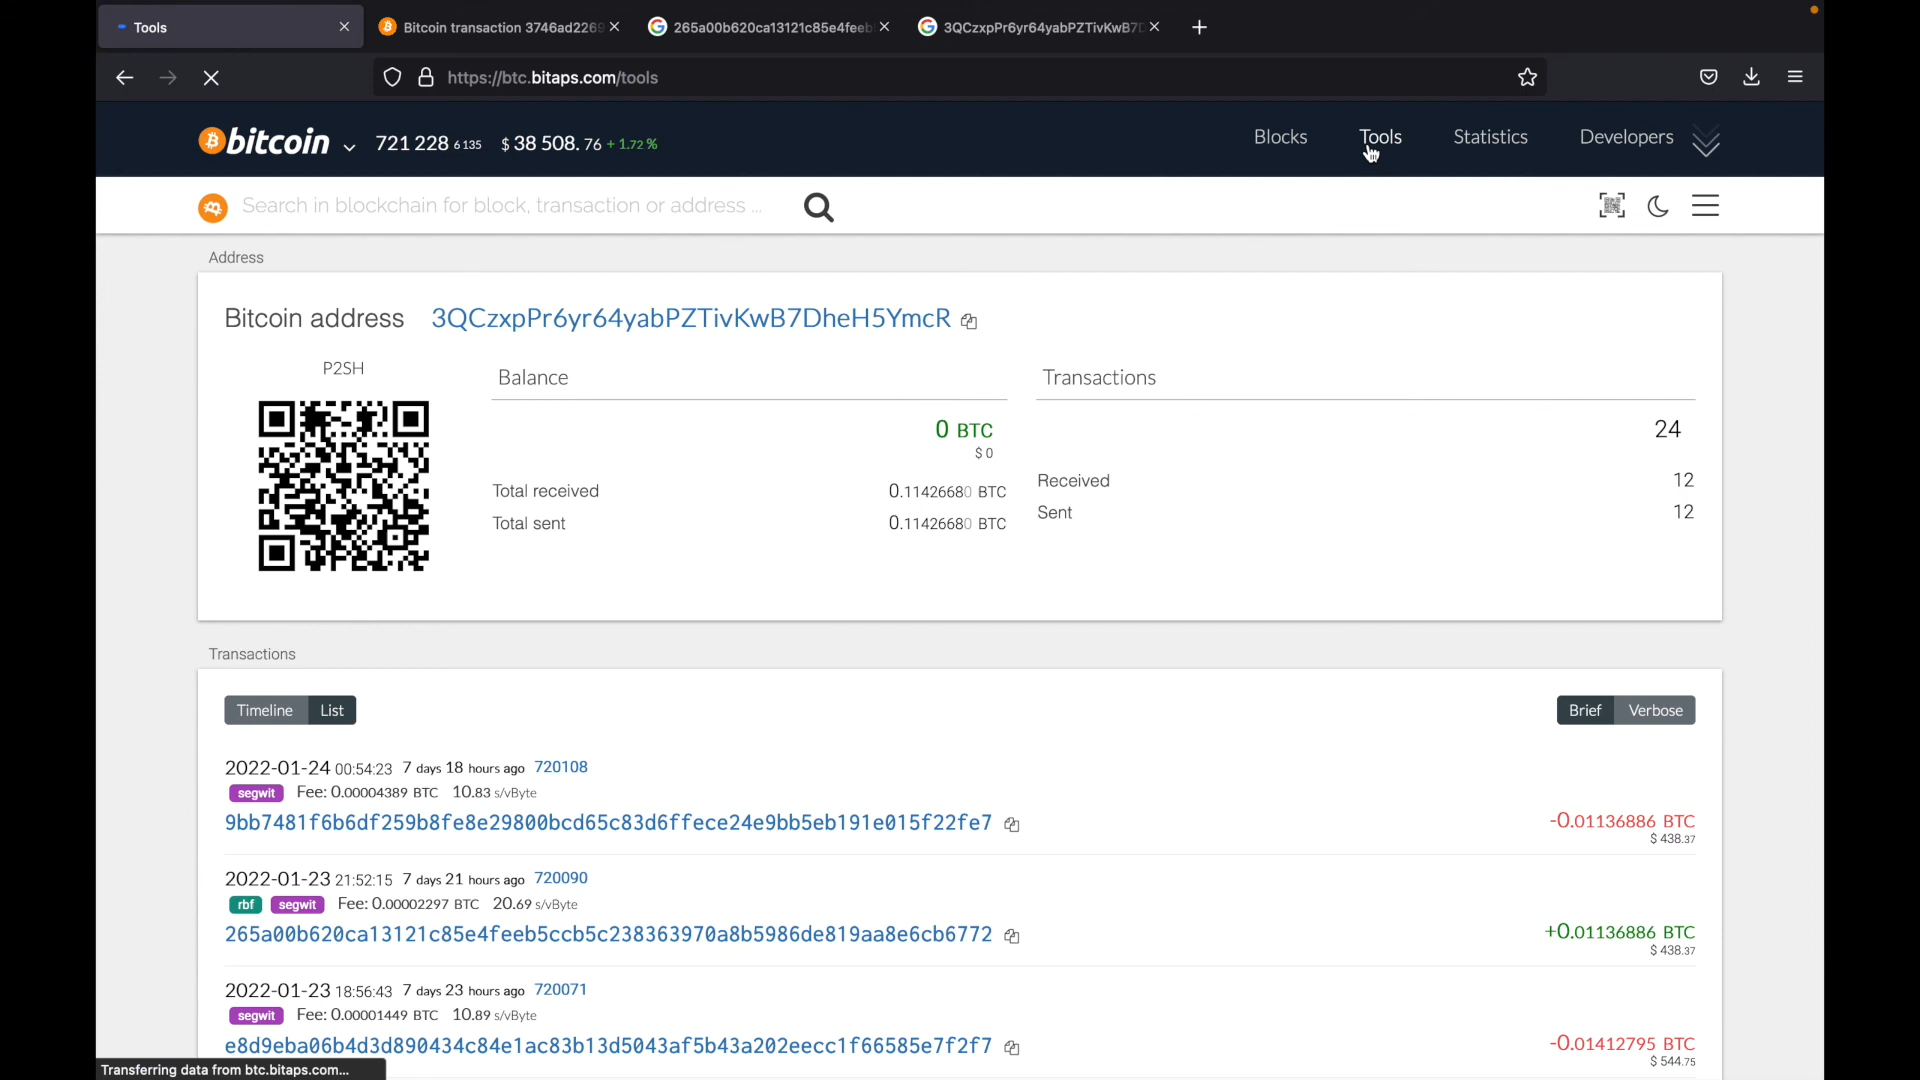 Tools
Bitcoin transaction 3746ad2269
265a00b620ca13121c85e4feeb
3QCzxpPr6yr64yabPZTivKwB7D
https://btc.bitaps.com/tools
bitcoin
721 228 6 135
$ 38 508. 76 + 1.72 %
Blocks
Tools
Statistics
Developers
Search in blockchain for block, transaction or address ...
Address
Bitcoin address 3QCzxpPr6yr64yabPZTivKwB7DheH5YmcR
P2SH
Balance
0 BTC
$ 0
Total received 0.11426680 BTC
Total sent 0.11426680 BTC
Transactions
24
Received 12
Sent 12
Transactions
Timeline List
Brief Verbose
2022-01-24 00:54:23 7 days 18 hours ago 720108
segwit Fee: 0.00004389 BTC 10.83 s/vByte
9bb7481f6b6df259b8fe8e29800bcd65c83d6ffece24e9bb5eb191e015f22fe7
-0.01136886 BTC
$ 438.37
2022-01-23 21:52:15 7 days 21 hours ago 720090
rbf segwit Fee: 0.00002297 BTC 20.69 s/vByte
265a00b620ca13121c85e4feeb5ccb5c238363970a8b5986de819aa8e6cb6772
+0.01136886 BTC
$ 438.37
2022-01-23 18:56:43 7 days 23 hours ago 720071
segwit Fee: 0.00001449 BTC 10.89 s/vByte
e8d9eba06b4d3d890434c84e1ac83b13d5043af5b43a202eecc1f66585e7f2f7
-0.01412795 BTC
$ 544.75
Transferring data from btc.bitaps.com...